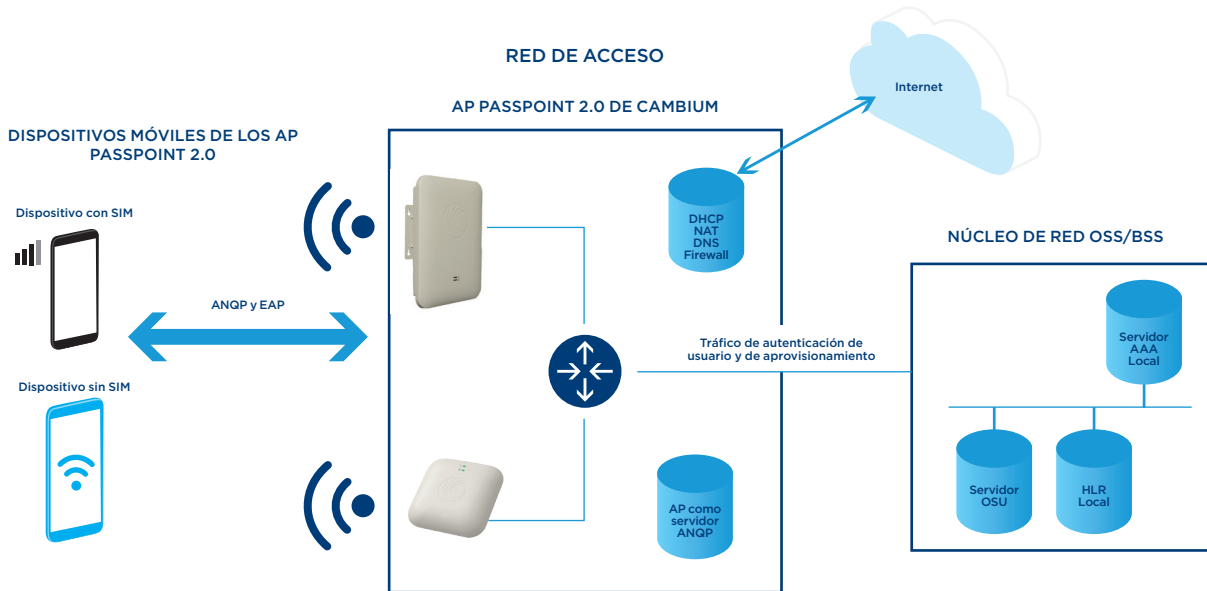 RED DE ACCESO
AP PASSPOINT 2.0 DE CAMBIUM
Internet
DISPOSITIVOS MÓVILES DE LOS AP
PASSPOINT 2.0
Dispositivo con SIM
ANQP y EAP
Dispositivo sin SIM
DHCP
NAT
DNS
Firewall
Tráfico de autenticación de
usuario y de aprovisionamiento
AP como
servidor
ANQP
NÚCLEO DE RED OSS/BSS
Servidor
AAA
Local
Servidor
OSU
HLR
Local